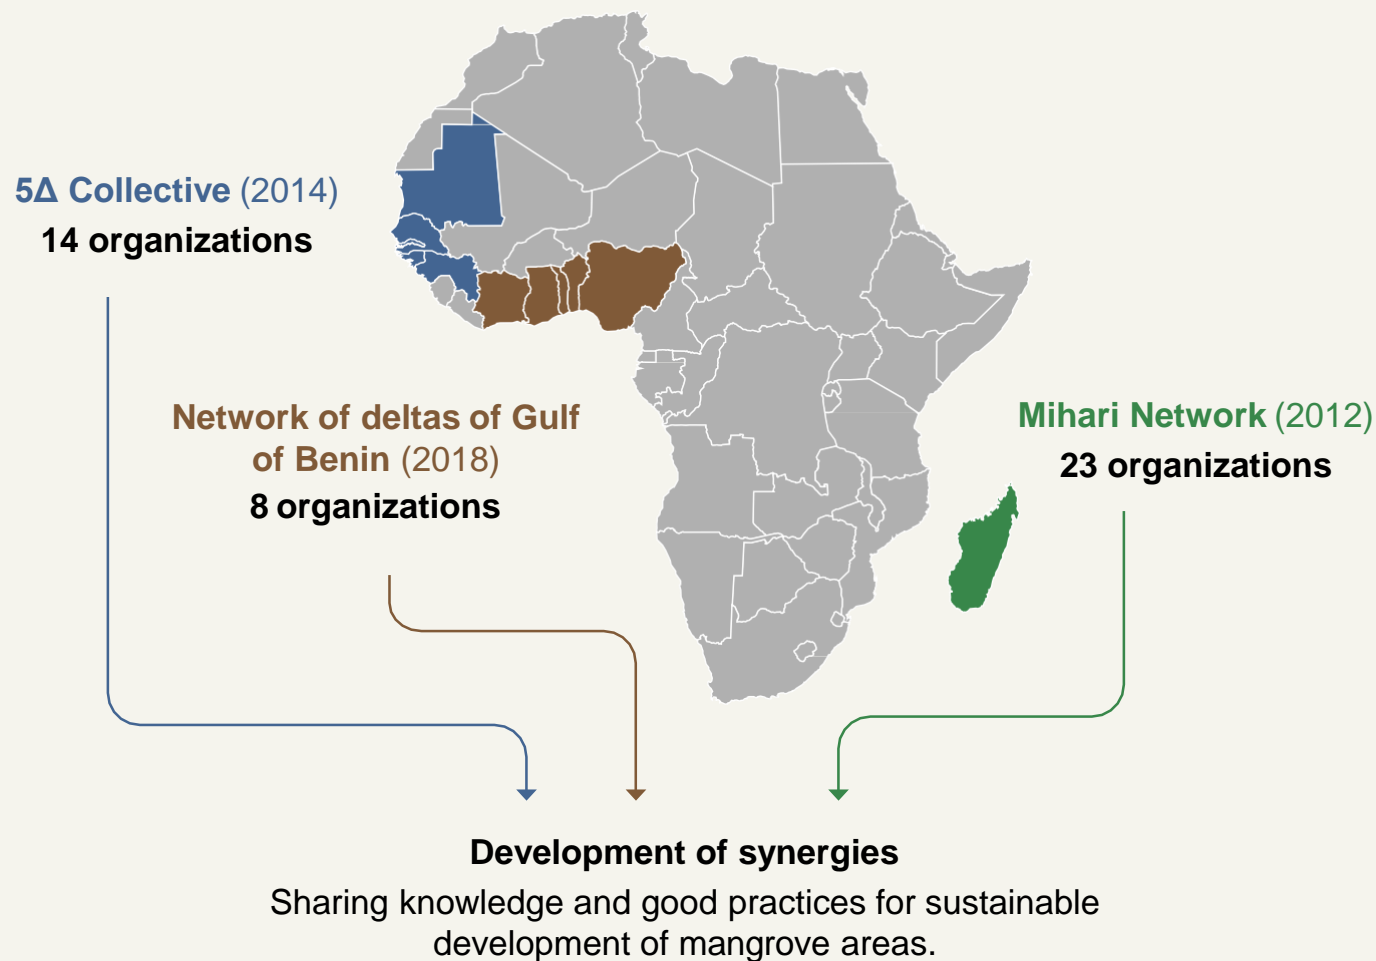 5Δ Collective (2014)
14 organizations
Network of deltas of Gulf
of Benin (2018)
8 organizations
Mihari Network (2012)
23 organizations
Development of synergies
Sharing knowledge and good practices for sustainable
development of mangrove areas.